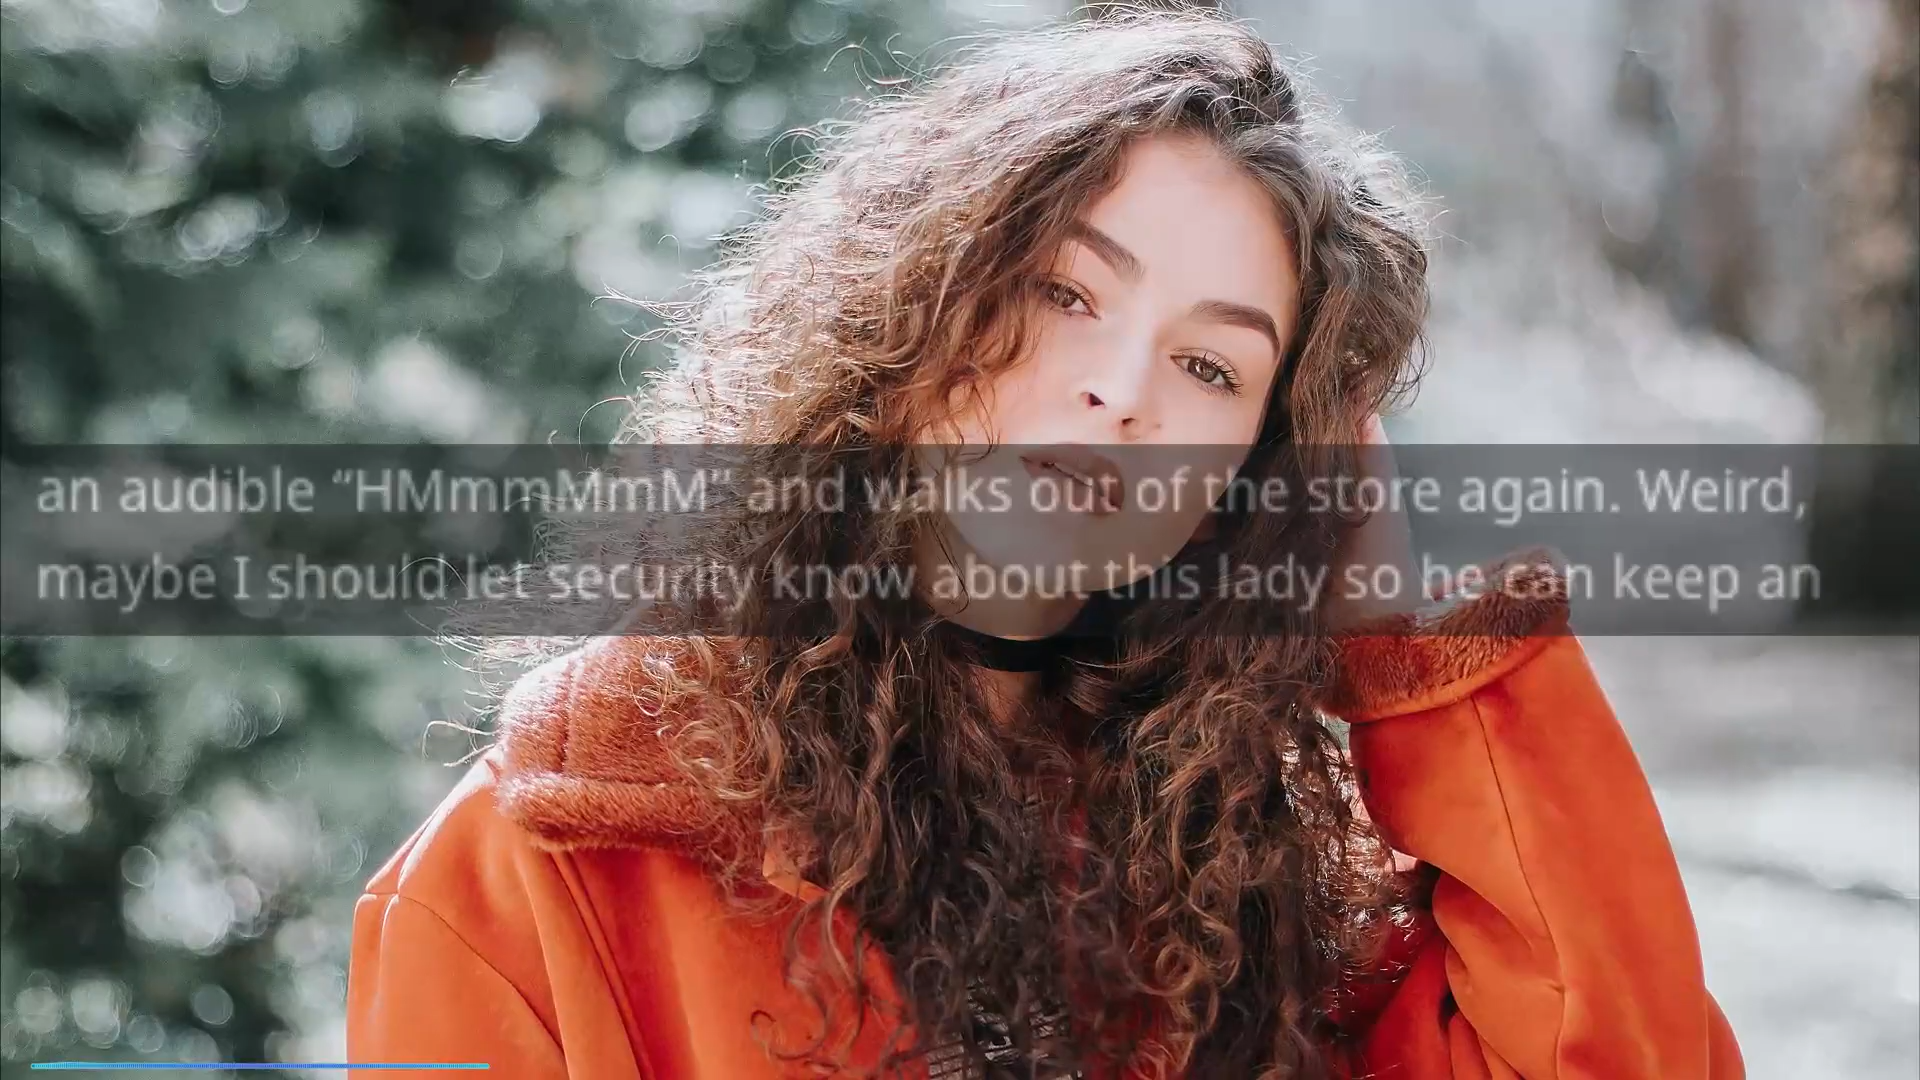 an audible “HMmmMmM” and walks out of the store again. Weird,
maybe I should let security know about this lady so he can keep an